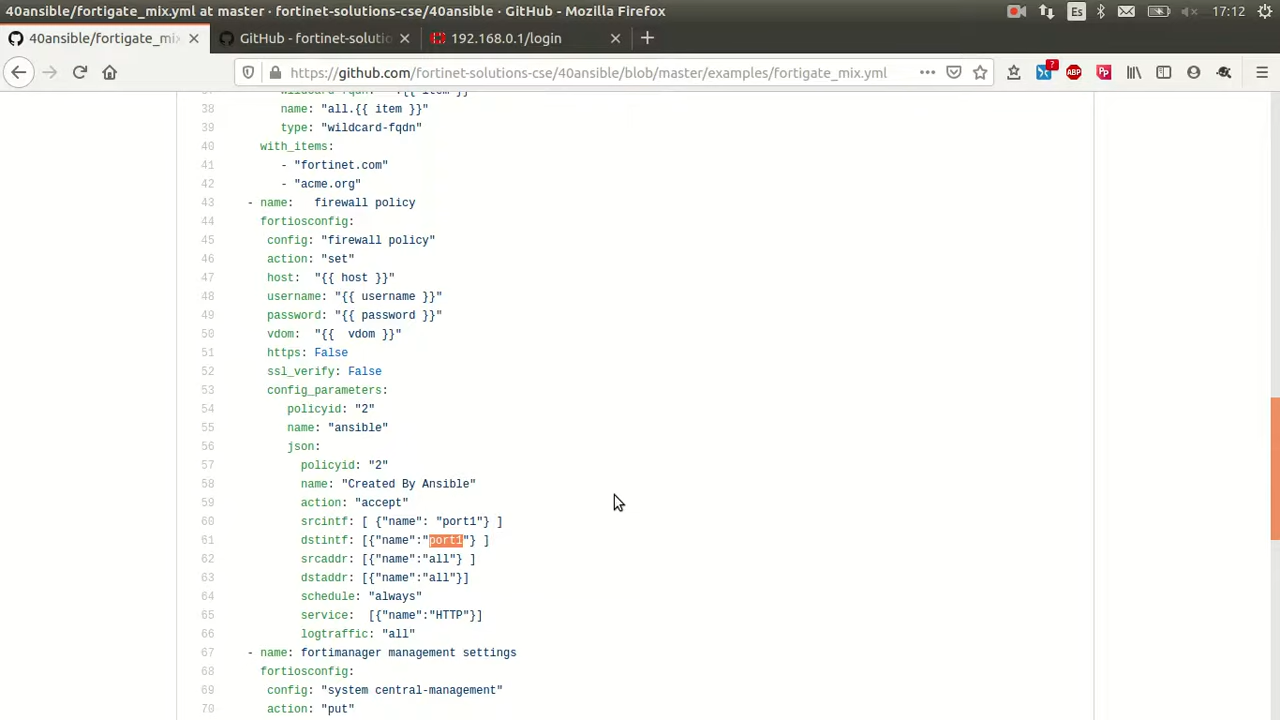 40ansible/fortigate_mix.yml at master · fortinet-solutions-cse/40ansible · GitHub - Mozilla Firefox
Es
17:12
40ansible/fortigate_mix
GitHub - fortinet-solutio
192.168.0.1/login
https://github.com/fortinet-solutions-cse/40ansible/blob/master/examples/fortigate_mix.yml
?
ABP
38 name: "all.{{ item }}"
39 type: "wildcard-fqdn"
40 with_items:
41 - "fortinet.com"
42 - "acme.org"
43 - name:   firewall policy
44 fortiosconfig:
45 config: "firewall policy"
46 action: "set"
47 host:  "{{ host }}"
48 username: "{{ username }}"
49 password: "{{ password }}"
50 vdom:  "{{  vdom }}"
51 https: False
52 ssl_verify: False
53 config_parameters:
54 policyid: "2"
55 name: "ansible"
56 json:
57 policyid: "2"
58 name: "Created By Ansible"
59 action: "accept"
60 srcintf: [ {"name": "port1"} ]
61 dstintf: [{"name":"port1"} ]
62 srcaddr: [{"name":"all"} ]
63 dstaddr: [{"name":"all"}]
64 schedule: "always"
65 service:  [{"name":"HTTP"}]
66 logtraffic: "all"
67 - name: fortimanager management settings
68 fortiosconfig:
69 config: "system central-management"
70 action: "put"